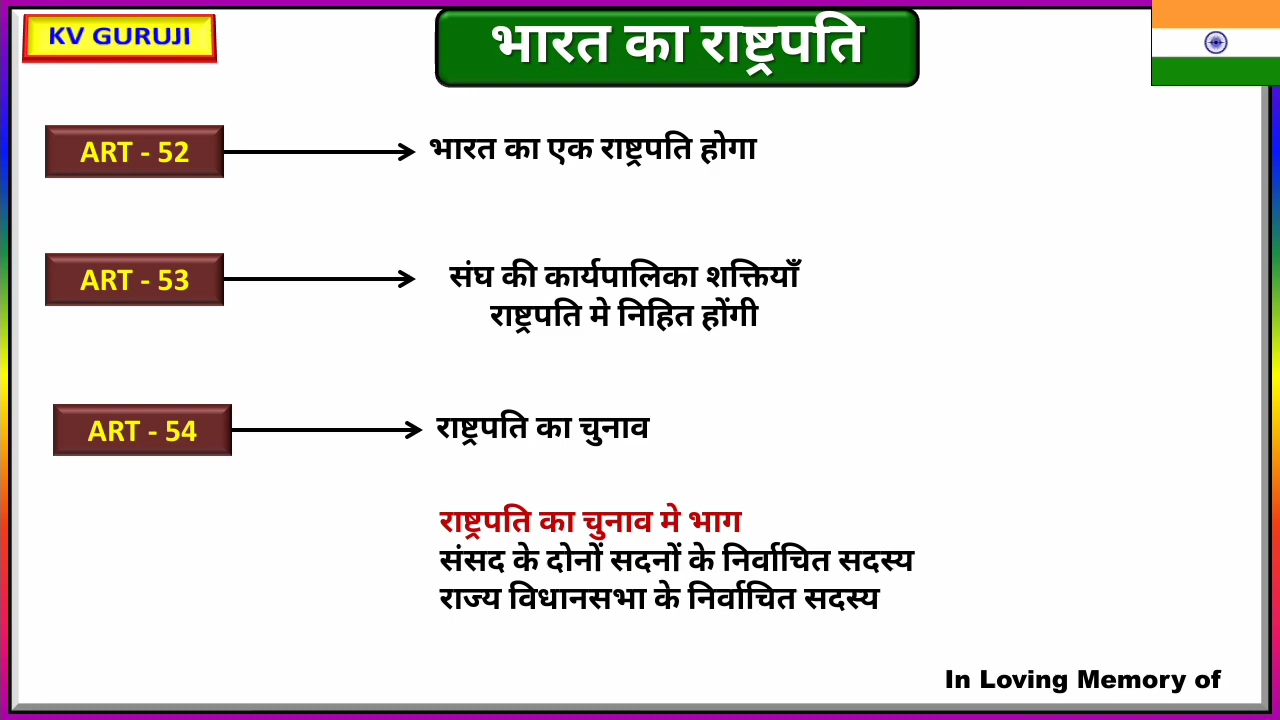 KV GURUJI
भारत का राष्ट्रपति
ART - 52
भारत का एक राष्ट्रपति होगा
ART - 53
संघ की कार्यपालिका शक्तियाँ
राष्ट्रपति मे निहित होंगी
ART - 54
राष्ट्रपति का चुनाव
राष्ट्रपति का चुनाव मे भाग
संसद के दोनों सदनों के निर्वाचित सदस्य
राज्य विधानसभा के निर्वाचित सदस्य
In Loving Memory of